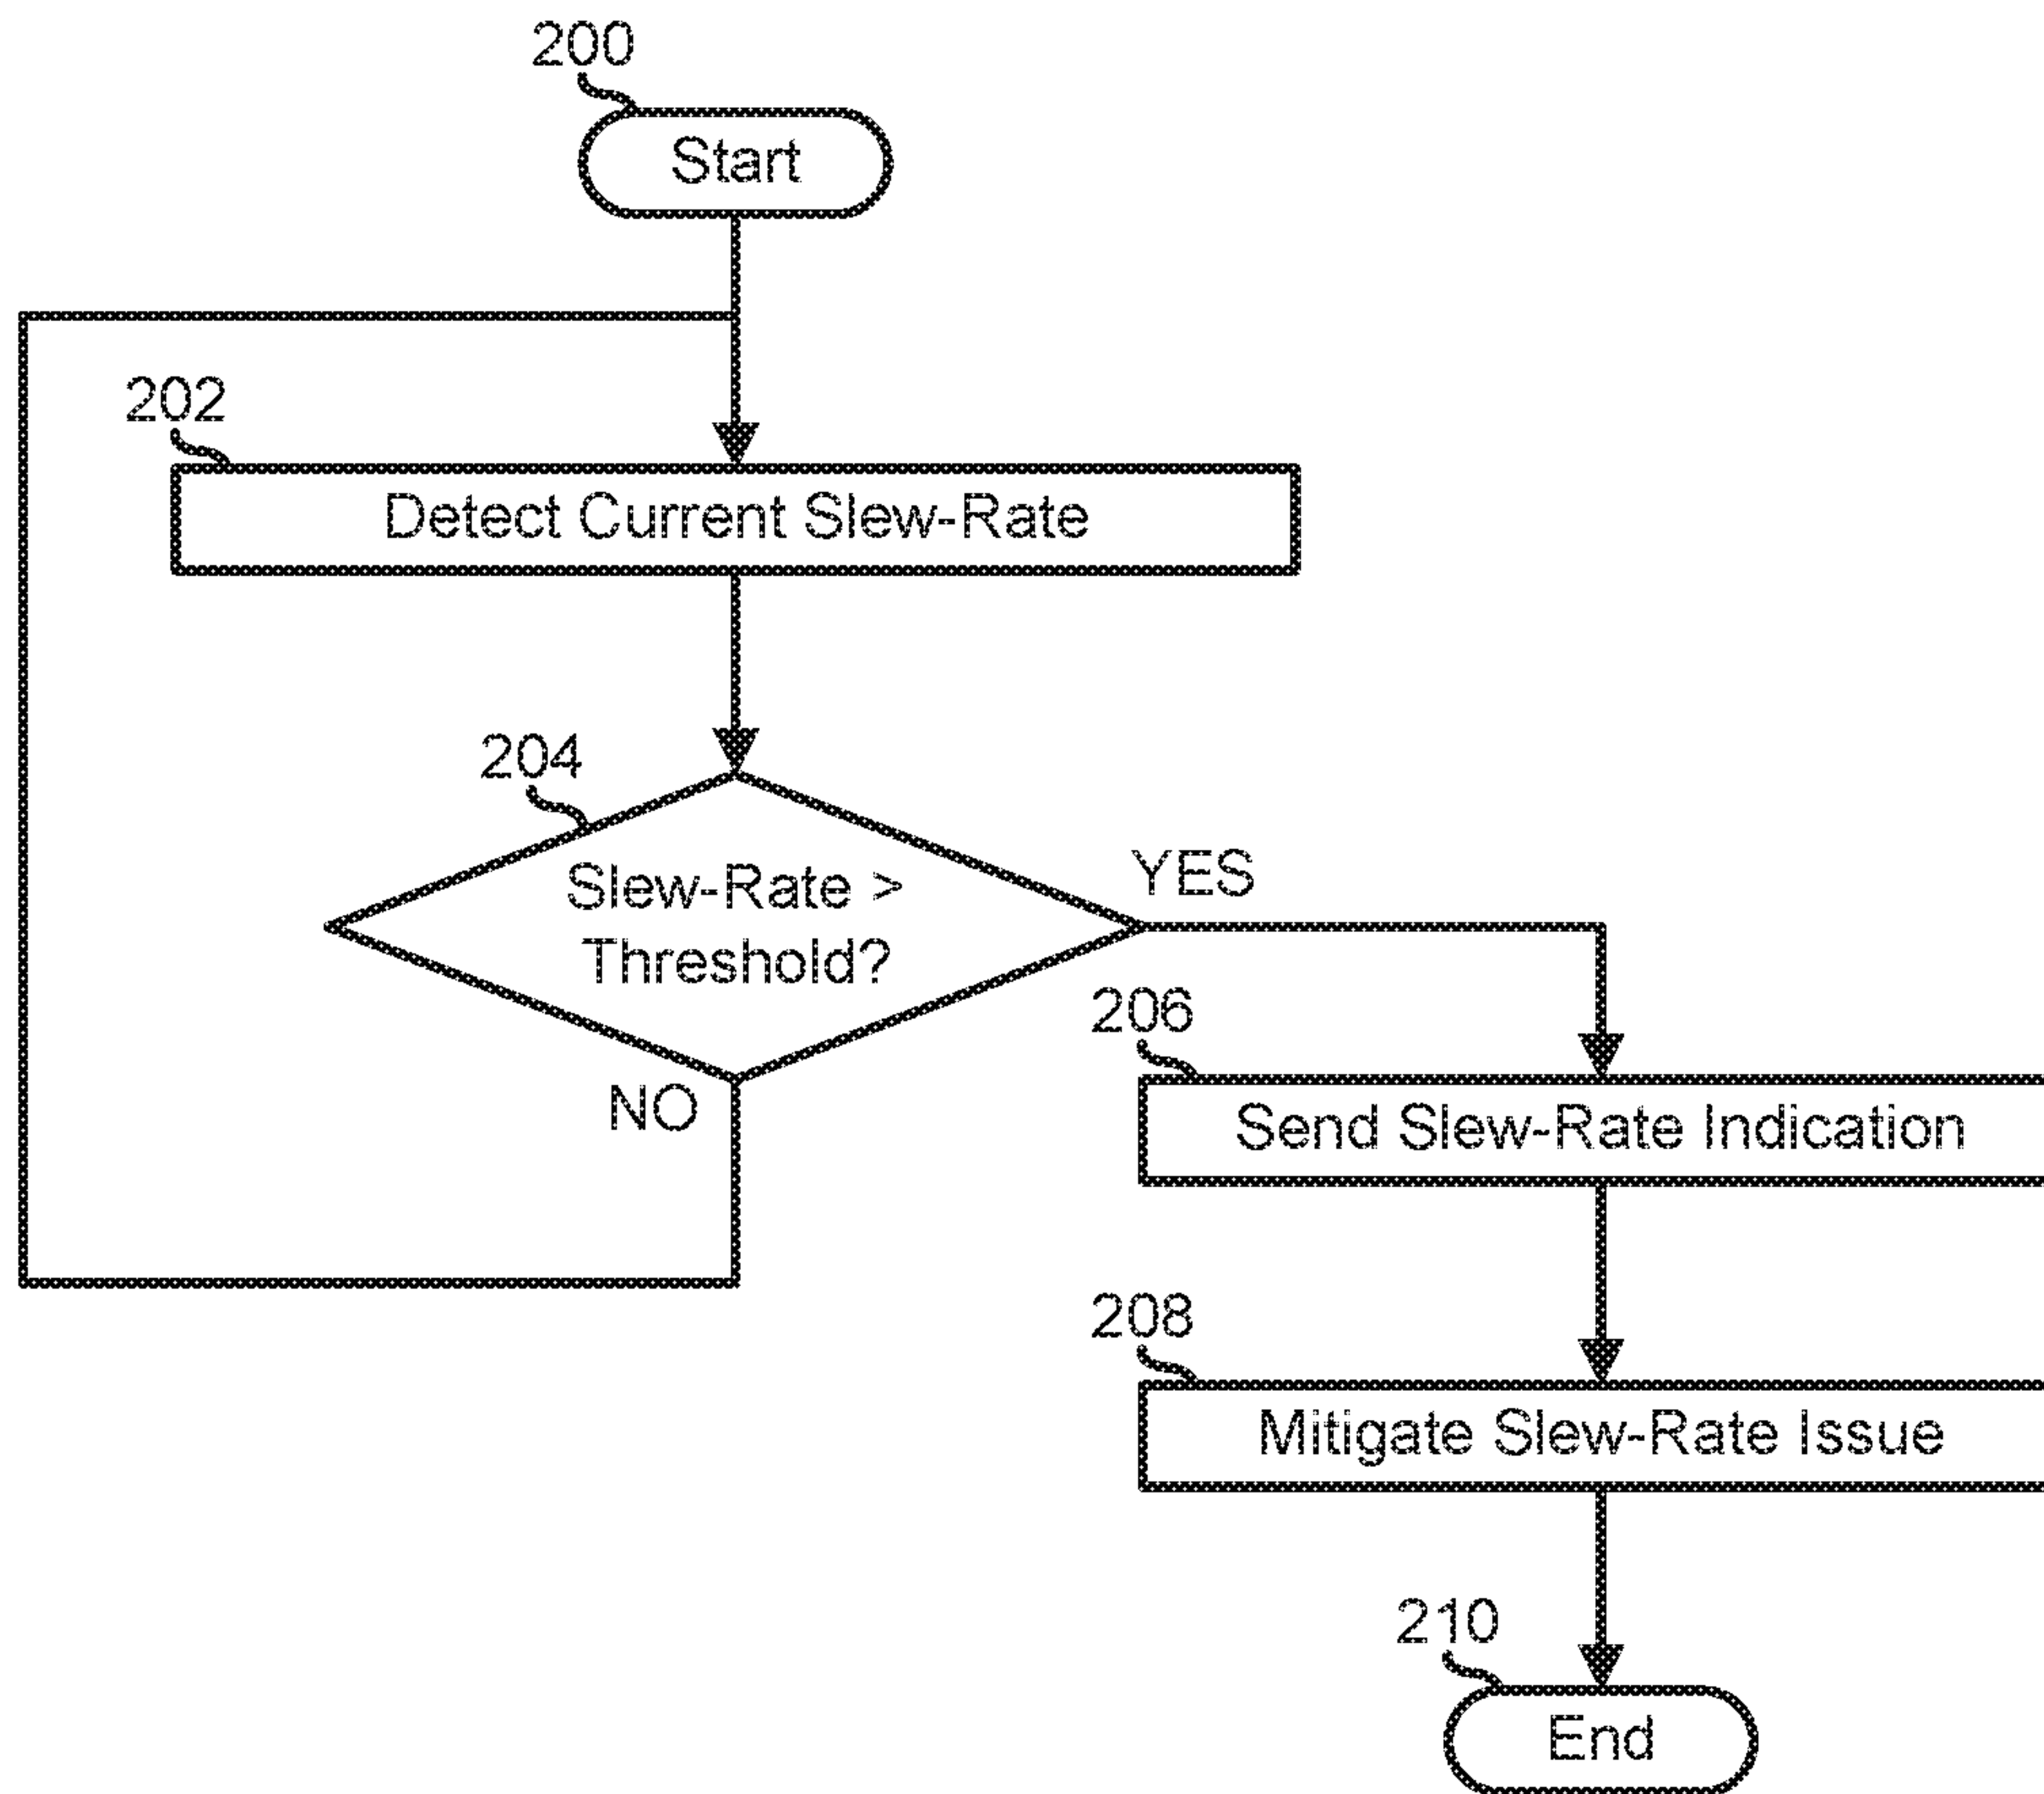 200
Start
202
Detect Current Slew-Rate
204
Slew-Rate >
Threshold?
YES
NO
206
Send Slew-Rate Indication
208
Mitigate Slew-Rate Issue
210
End